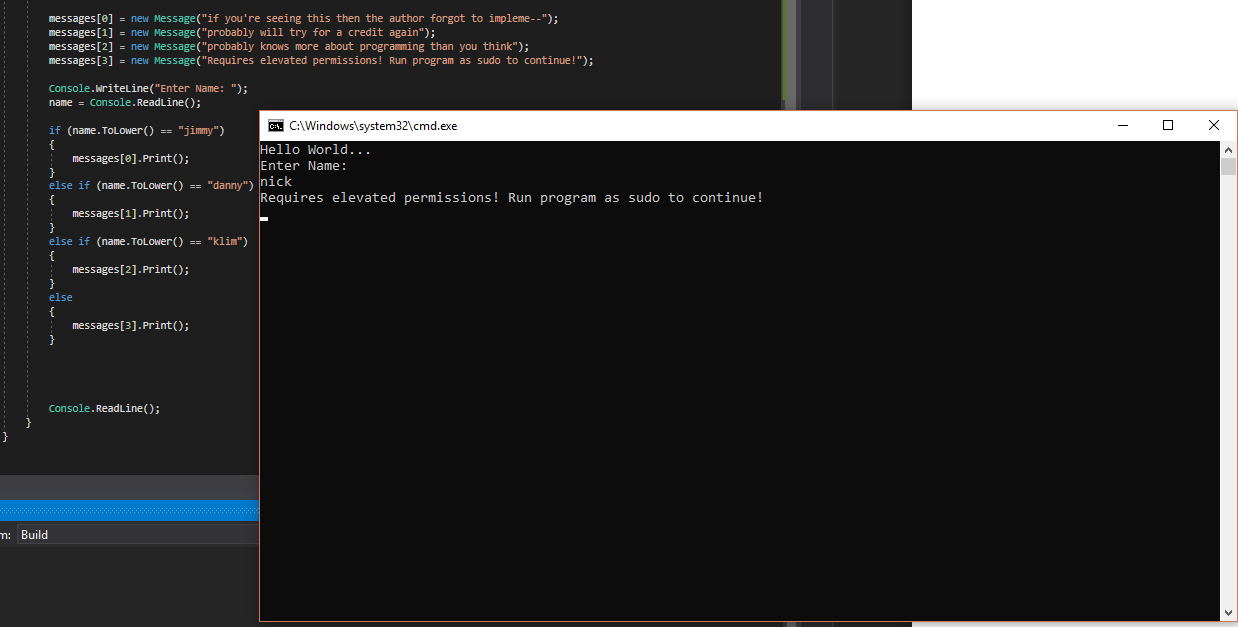 messages[0] = new Message("if you're seeing this then the author forgot to impleme--");
messages[1] = new Message("probably will try for a credit again");
messages[2] = new Message("probably knows more about programming than you think");
messages[3] = new Message("Requires elevated permissions! Run program as sudo to continue!");
Console.WriteLine("Enter Name: ");
name = Console.ReadLine();
if (name.ToLower() == "jimmy")
{
messages[0].Print();
}
else if (name.ToLower() == "danny")
{
messages[1].Print();
}
else if (name.ToLower() == "klim")
{
messages[2].Print();
}
else
{
messages[3].Print();
}
Console.ReadLine();
}
}
m: Build
C:\Windows\system32\cmd.exe
Hello World...
Enter Name:
nick
Requires elevated permissions! Run program as sudo to continue!